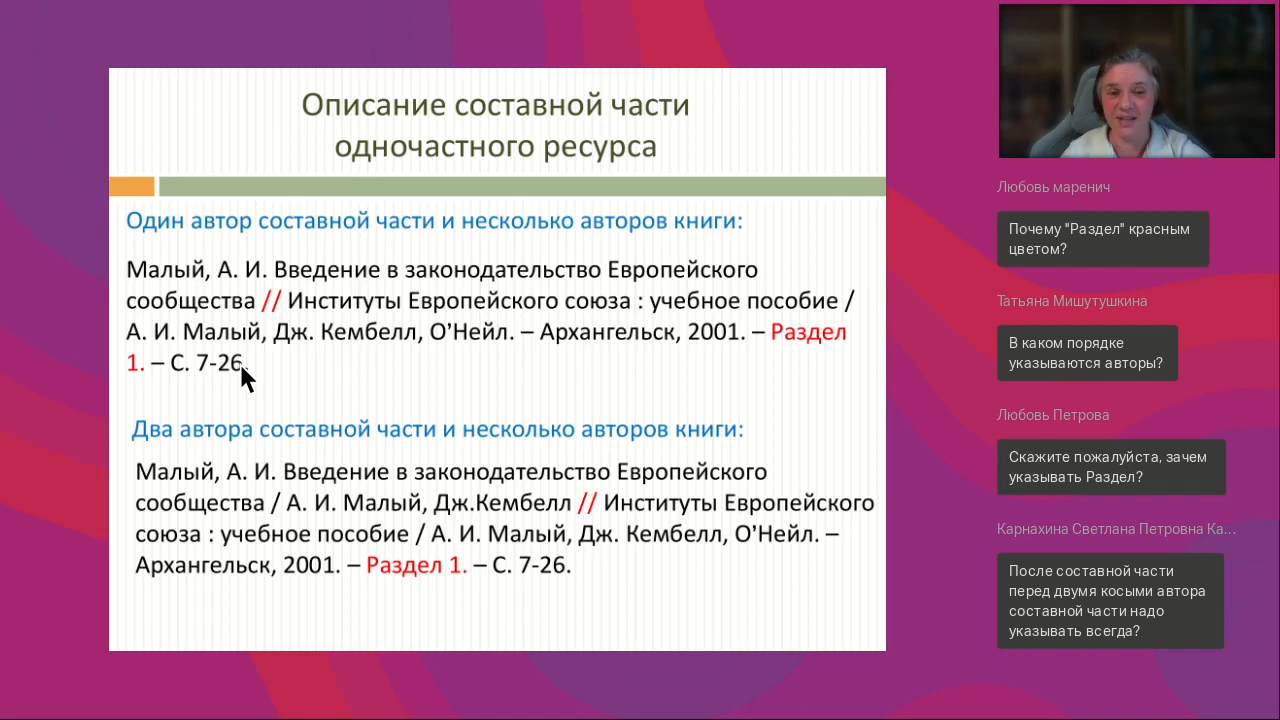 Описание составной части
одночастного ресурса
Один автор составной части и несколько авторов книги:
Малый, А. И. Введение в законодательство Европейского
сообщества // Институты Европейского союза : учебное пособие /
А. И. Малый, Дж. Кембелл, О’Нейл. – Архангельск, 2001. – Раздел
1. – С. 7-26.
Два автора составной части и несколько авторов книги:
Малый, А. И. Введение в законодательство Европейского
сообщества / А. И. Малый, Дж.Кембелл // Институты Европейского
союза : учебное пособие / А. И. Малый, Дж. Кембелл, О’Нейл. –
Архангельск, 2001. – Раздел 1. – С. 7-26.
Любовь маренич
Почему "Раздел" красным
цветом?
Татьяна Мишутушкина
В каком порядке
указываются авторы?
Любовь Петрова
Скажите пожалуйста, зачем
указывать Раздел?
Карнахина Светлана Петровна Ка...
После составной части
перед двумя косыми автора
составной части надо
указывать всегда?